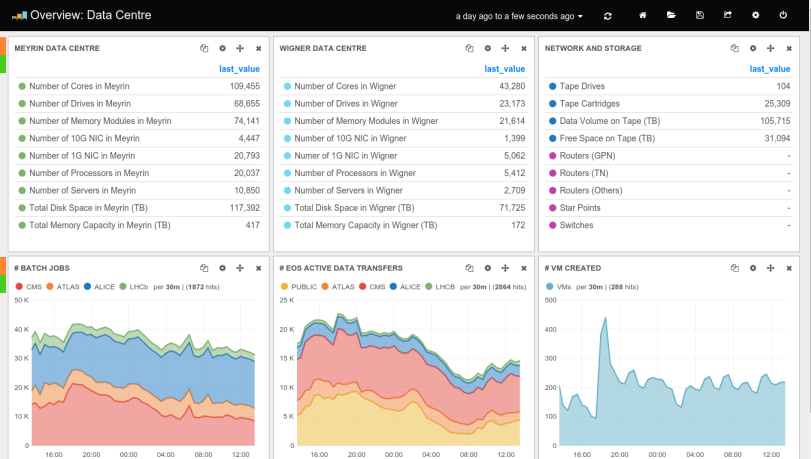 Overview: Data Centre
a day ago to a few seconds ago
MEYRIN DATA CENTRE
last_value
Number of Cores in Meyrin 109,455
Number of Drives in Meyrin 68,655
Number of Memory Modules in Meyrin 74,141
Number of 10G NIC in Meyrin 4,447
Number of 1G NIC in Meyrin 20,793
Number of Processors in Meyrin 20,037
Number of Servers in Meyrin 10,850
Total Disk Space in Meyrin (TB) 117,392
Total Memory Capacity in Meyrin (TB) 417
WIGNER DATA CENTRE
last_value
Number of Cores in Wigner 43,280
Number of Drives in Wigner 23,173
Number of Memory Modules in Wigner 21,614
Number of 10G NIC in Wigner 1,399
Numer of 1G NIC in Wigner 5,062
Number of Processors in Wigner 5,412
Number of Servers in Wigner 2,709
Total Disk Space in Wigner (TB) 71,725
Total Memory Capacity in Wigner (TB) 172
NETWORK AND STORAGE
last_value
Tape Drives 104
Tape Cartridges 25,309
Data Volume on Tape (TB) 105,715
Free Space on Tape (TB) 31,094
Routers (GPN) -
Routers (TN) -
Routers (Others) -
Star Points -
Switches -
# BATCH JOBS
CMS ATLAS ALICE LHCb per 30m | (1872 hits)
50 K
40 K
30 K
20 K
10 K
0
16:00 20:00 00:00 04:00 08:00 12:00
# EOS ACTIVE DATA TRANSFERS
PUBLIC ATLAS CMS ALICE LHCB per 30m | (2864 hits)
25 K
20 K
15 K
10 K
5 K
0
16:00 20:00 00:00 04:00 08:00 12:00
# VM CREATED
VMs per 30m | (288 hits)
500
400
300
200
100
0
16:00 20:00 00:00 04:00 08:00 12:00